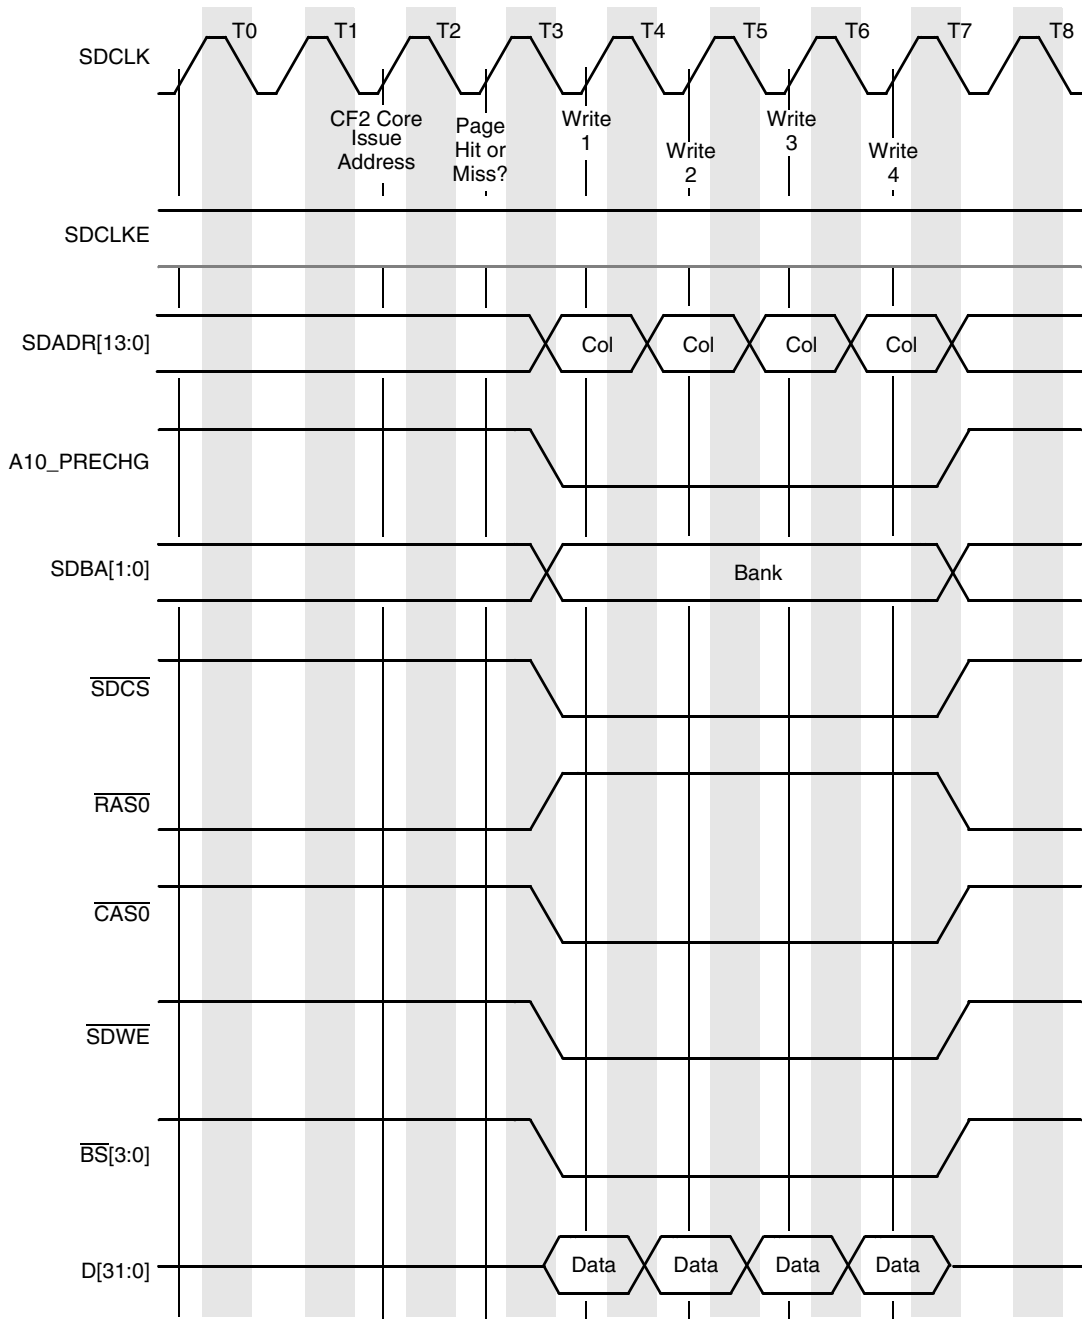 T0 T1 T2 T3 T4 T5 T6 T7 T8
SDCLK
CF2 Core
Issue
Address
Page
Hit or
Miss?
Write
1
Write
2
Write
3
Write
4
SDCLKE
SDADR[13:0]
Col Col Col Col
A10_PRECHG
SDBA[1:0]
Bank
SDCS
RAS0
CAS0
SDWE
BS[3:0]
D[31:0]
Data Data Data Data